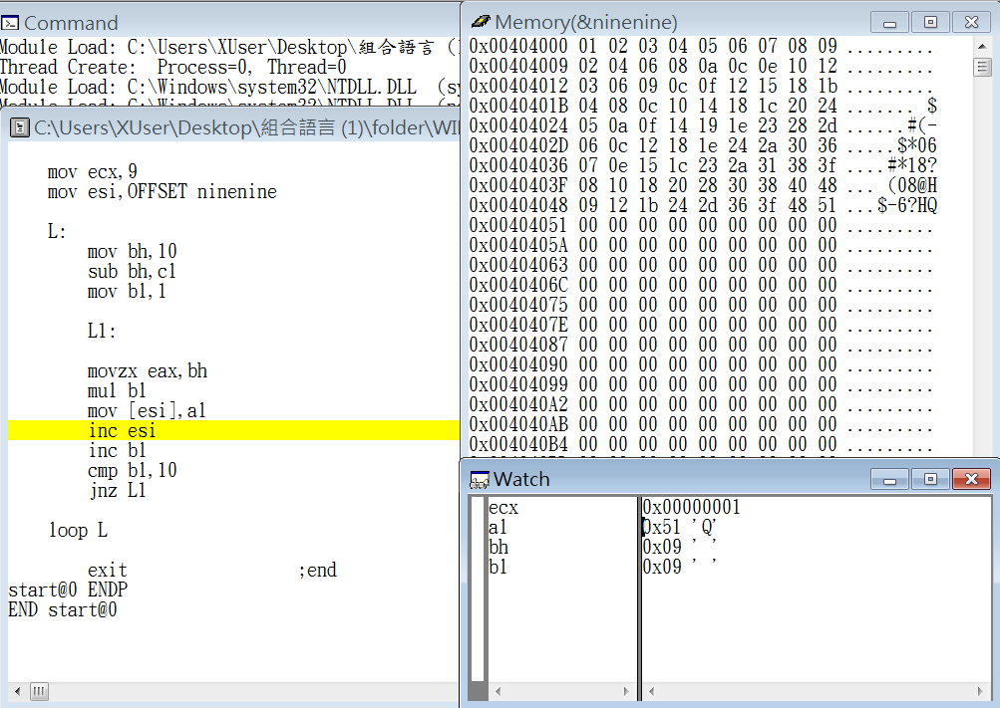 Command
Module Load: C:\Users\XUser\Desktop\組合語言 (
Thread Create:  Process=0, Thread=0
Module Load: C:\Windows\system32\NTDLL.DLL  (sy
C:\Users\XUser\Desktop\組合語言 (1)\folder\WI
mov ecx,9
mov esi,OFFSET ninenine
L:
mov bh,10
sub bh,cl
mov bl,1
L1:
movzx eax,bh
mul bl
mov [esi],al
inc esi
inc bl
cmp bl,10
jnz L1
loop L
exit                 ;end
start@0 ENDP
END start@0
Memory(&ninenine)
0x00404000 01 02 03 04 05 06 07 08 09 .........
0x00404009 02 04 06 08 0a 0c 0e 10 12 .........
0x00404012 03 06 09 0c 0f 12 15 18 1b .........
0x0040401B 04 08 0c 10 14 18 1c 20 24 ....... $
0x00404024 05 0a 0f 14 19 1e 23 28 2d ......#(-
0x0040402D 06 0c 12 18 1e 24 2a 30 36 .....$*06
0x00404036 07 0e 15 1c 23 2a 31 38 3f ....#*18?
0x0040403F 08 10 18 20 28 30 38 40 48 ... (08@H
0x00404048 09 12 1b 24 2d 36 3f 48 51 ...$-6?HQ
0x00404051 00 00 00 00 00 00 00 00 00 .........
0x0040405A 00 00 00 00 00 00 00 00 00 .........
0x00404063 00 00 00 00 00 00 00 00 00 .........
0x0040406C 00 00 00 00 00 00 00 00 00 .........
0x00404075 00 00 00 00 00 00 00 00 00 .........
0x0040407E 00 00 00 00 00 00 00 00 00 .........
0x00404087 00 00 00 00 00 00 00 00 00 .........
0x00404090 00 00 00 00 00 00 00 00 00 .........
0x00404099 00 00 00 00 00 00 00 00 00 .........
0x004040A2 00 00 00 00 00 00 00 00 00 .........
0x004040AB 00 00 00 00 00 00 00 00 00 .........
0x004040B4 00 00 00 00 00 00 00 00 00 .........
Watch
ecx 0x00000001
al 0x51 'Q'
bh 0x09 ' '
bl 0x09 ' '